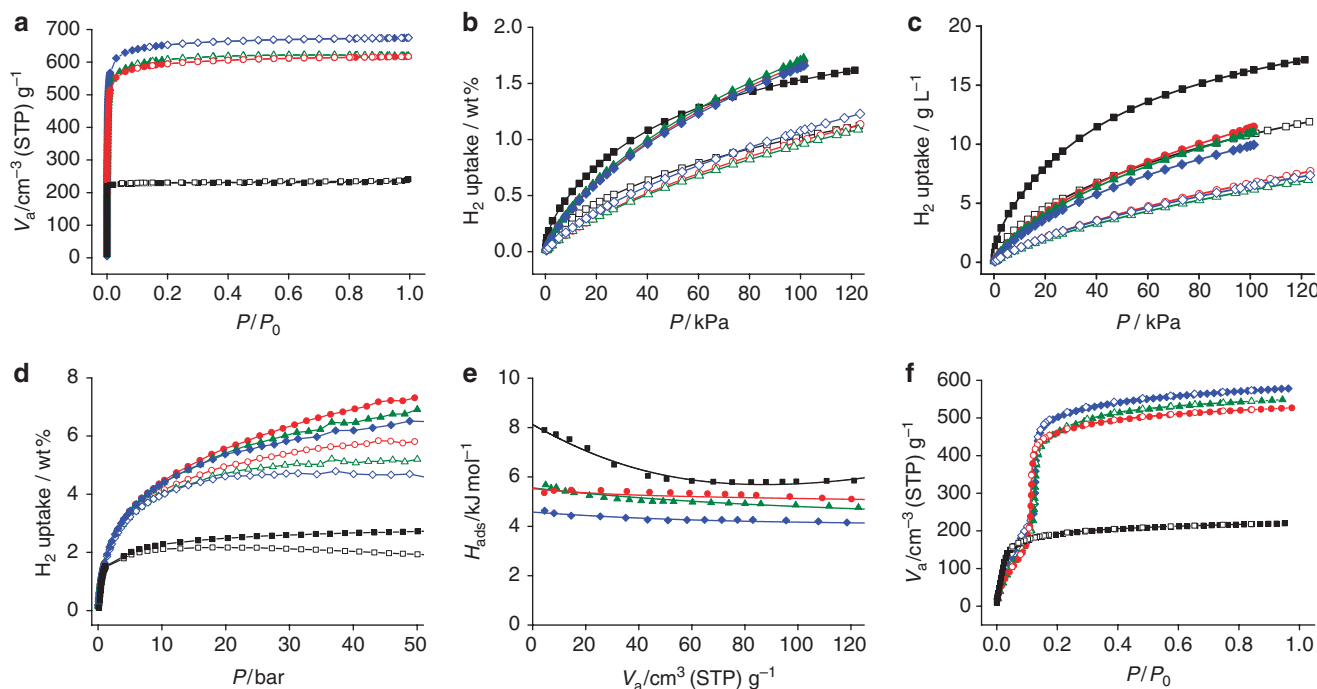 a
700
600
500
400
300
200
100
0
Vₐ/cm⁻³ (STP) g⁻¹
0.0 0.2 0.4 0.6 0.8 1.0
P/P₀
b
2.0
1.5
1.0
0.5
0.0
H₂ uptake / wt %
0 20 40 60 80 100 120
P/kPa
c
20
15
10
5
0
H₂ uptake / g L⁻¹
0 20 40 60 80 100 120
P / kPa
d
8
6
4
2
0
H₂ uptake / wt %
0 10 20 30 40 50
P/bar
e
10
8
6
4
2
0
Hₐdₛ/kJ mol⁻¹
0 20 40 60 80 100 120
Vₐ/cm³ (STP) g⁻¹
f
600
500
400
300
200
100
0
Vₐ/cm⁻³ (STP) g⁻¹
0.0 0.2 0.4 0.6 0.8 1.0
P/P₀